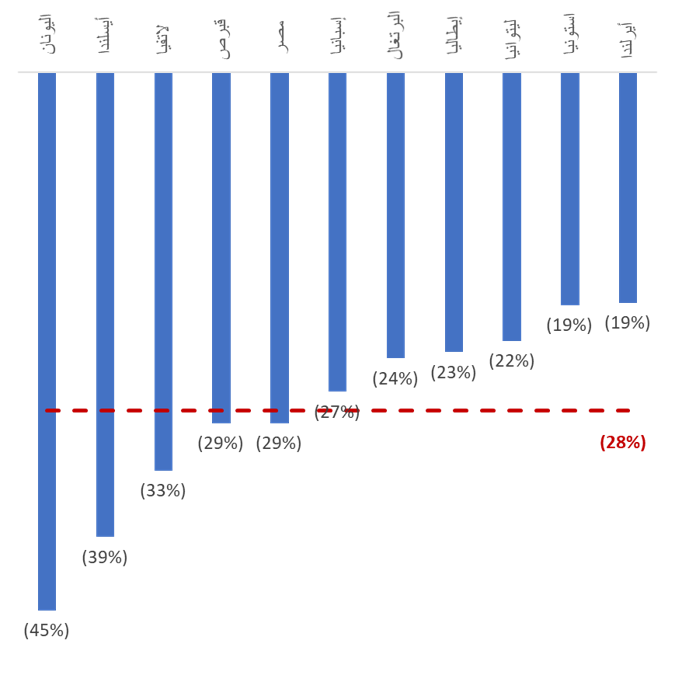 اليونان
أيسلندا
لاتفيا
قبرص
مصر
إسبانيا
البرتغال
إيطاليا
ليتوانيا
استونيا
أيرلندا
(45%)
(39%)
(33%)
(29%)
(29%)
(27%)
(24%)
(23%)
(22%)
(19%)
(19%)
(28%)